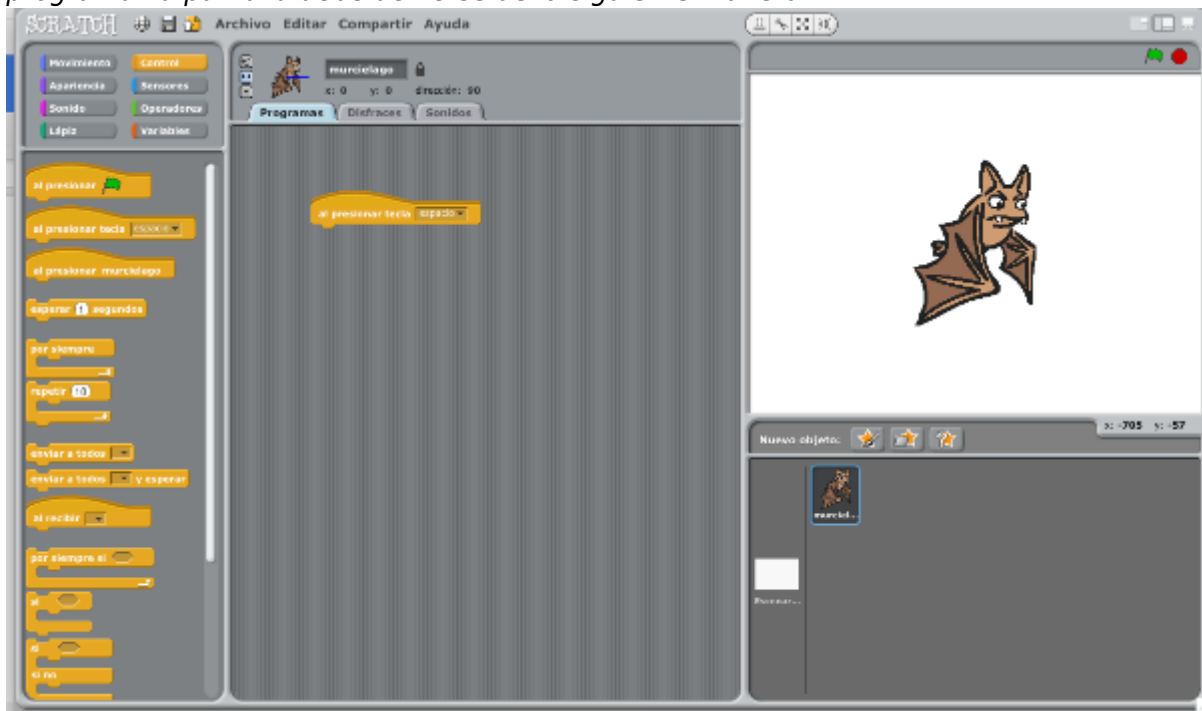 SCRATCH Archivo Editar Compartir Ayuda
Movimiento Control
Apariencia Sensores
Sonido Operadores
Lápiz Variables
murcielago
x: 0 y: 0 dirección: 90
Programas Disfraces Sonidos
al presionar
al presionar tecla espacio
al presionar murcielago
esperar 1 segundos
por siempre
repetir 10
enviar a todos
enviar a todos y esperar
al recibir
por siempre si
si
si
si no
al presionar tecla espacio
x: -705 y: -57
Nuevo objeto:
murciel...
Escenar...